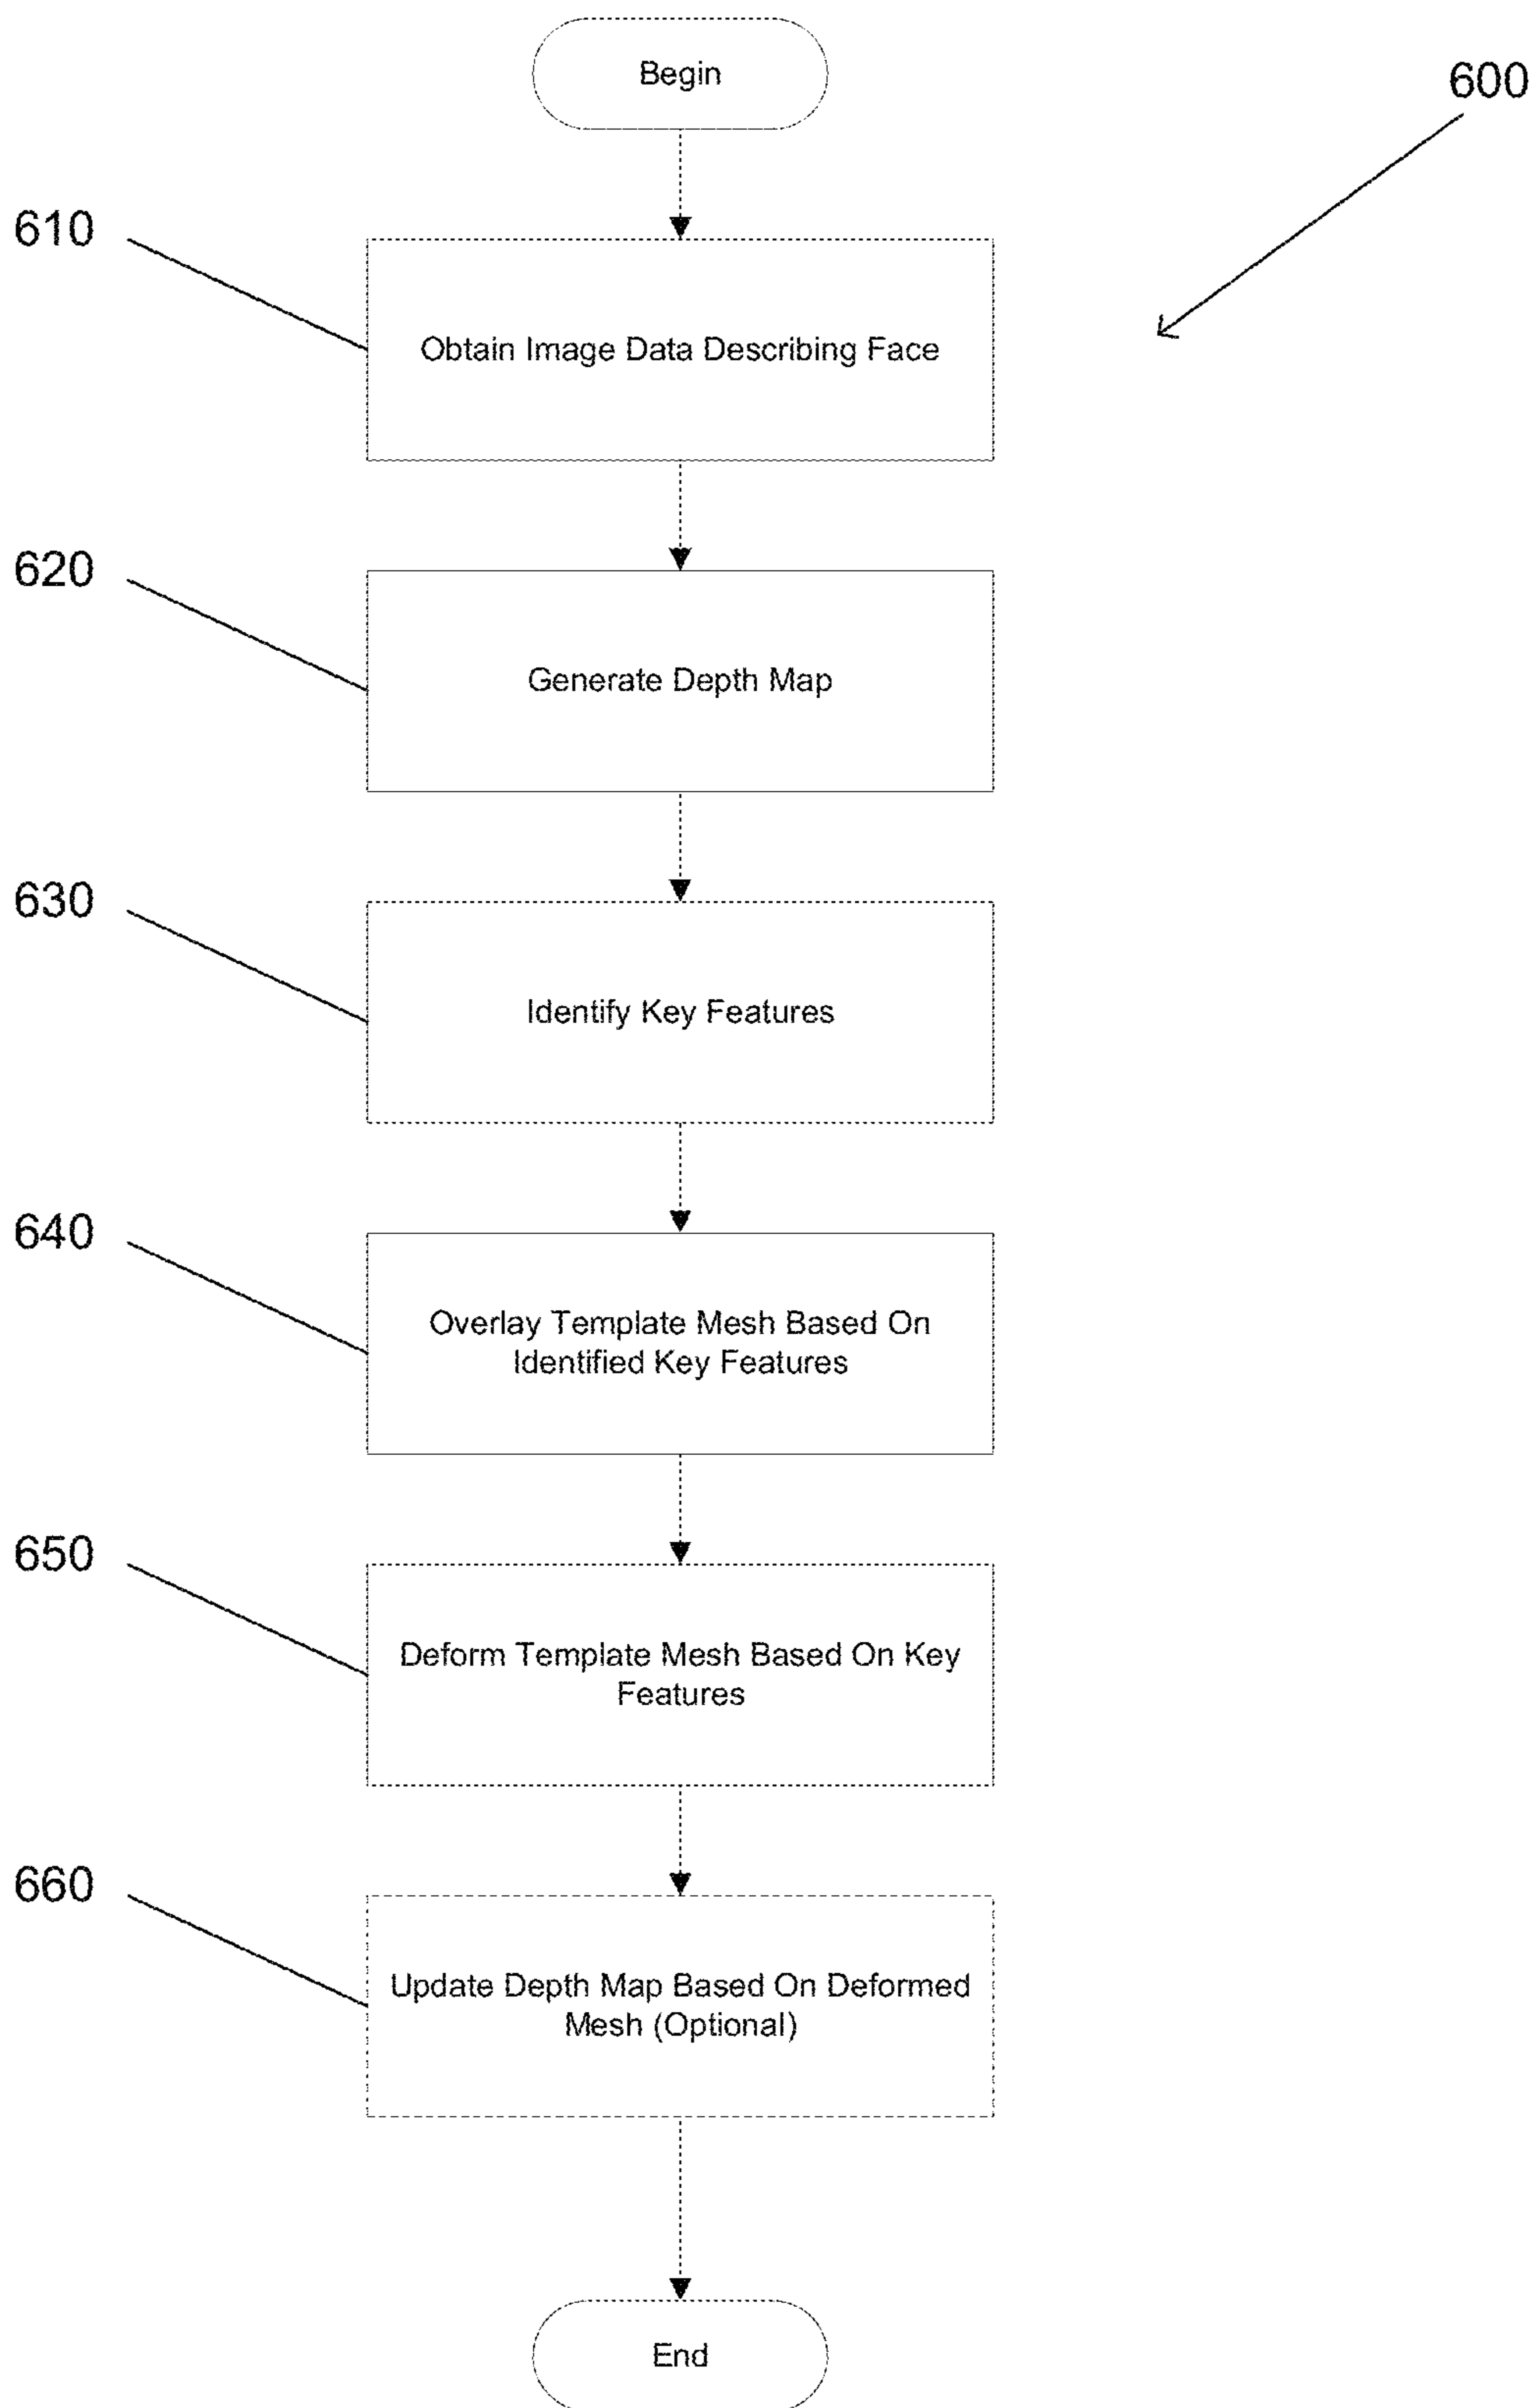 Begin
600
610
Obtain Image Data Describing Face
620
Generate Depth Map
630
Identify Key Features
640
Overlay Template Mesh Based On
Identified Key Features
650
Deform Template Mesh Based On Key
Features
660
Update Depth Map Based On Deformed
Mesh (Optional)
End